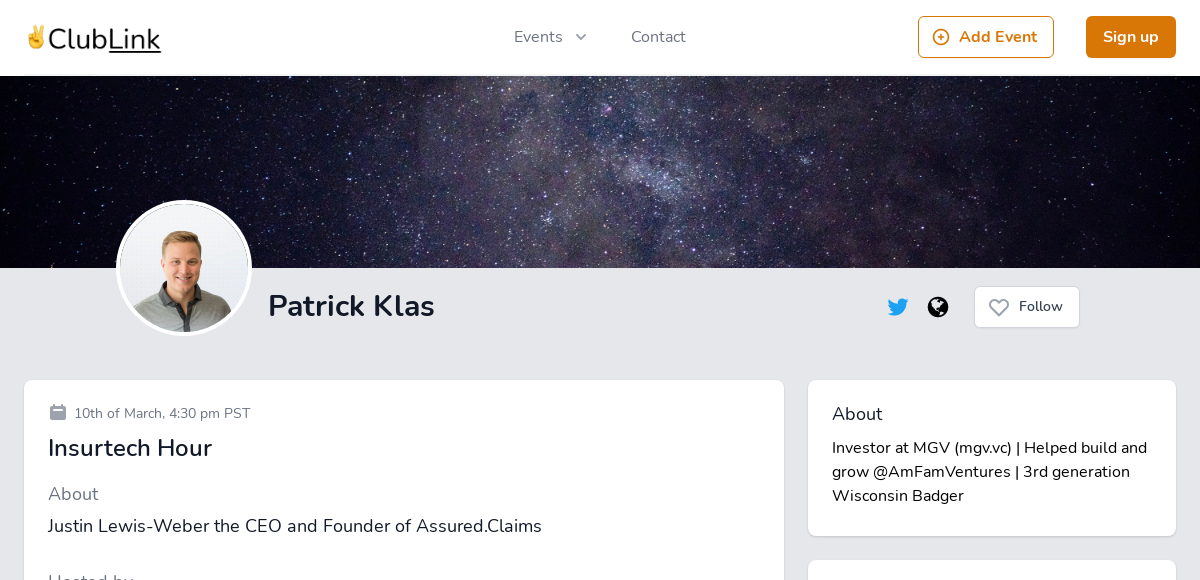 ClubLink
Events
Contact
Add Event
Sign up
Patrick Klas
Follow
10th of March, 4:30 pm PST
Insurtech Hour
About
Justin Lewis-Weber the CEO and Founder of Assured.Claims
Hosted by
About
Investor at MGV (mgv.vc) | Helped build and
grow @AmFamVentures | 3rd generation
Wisconsin Badger